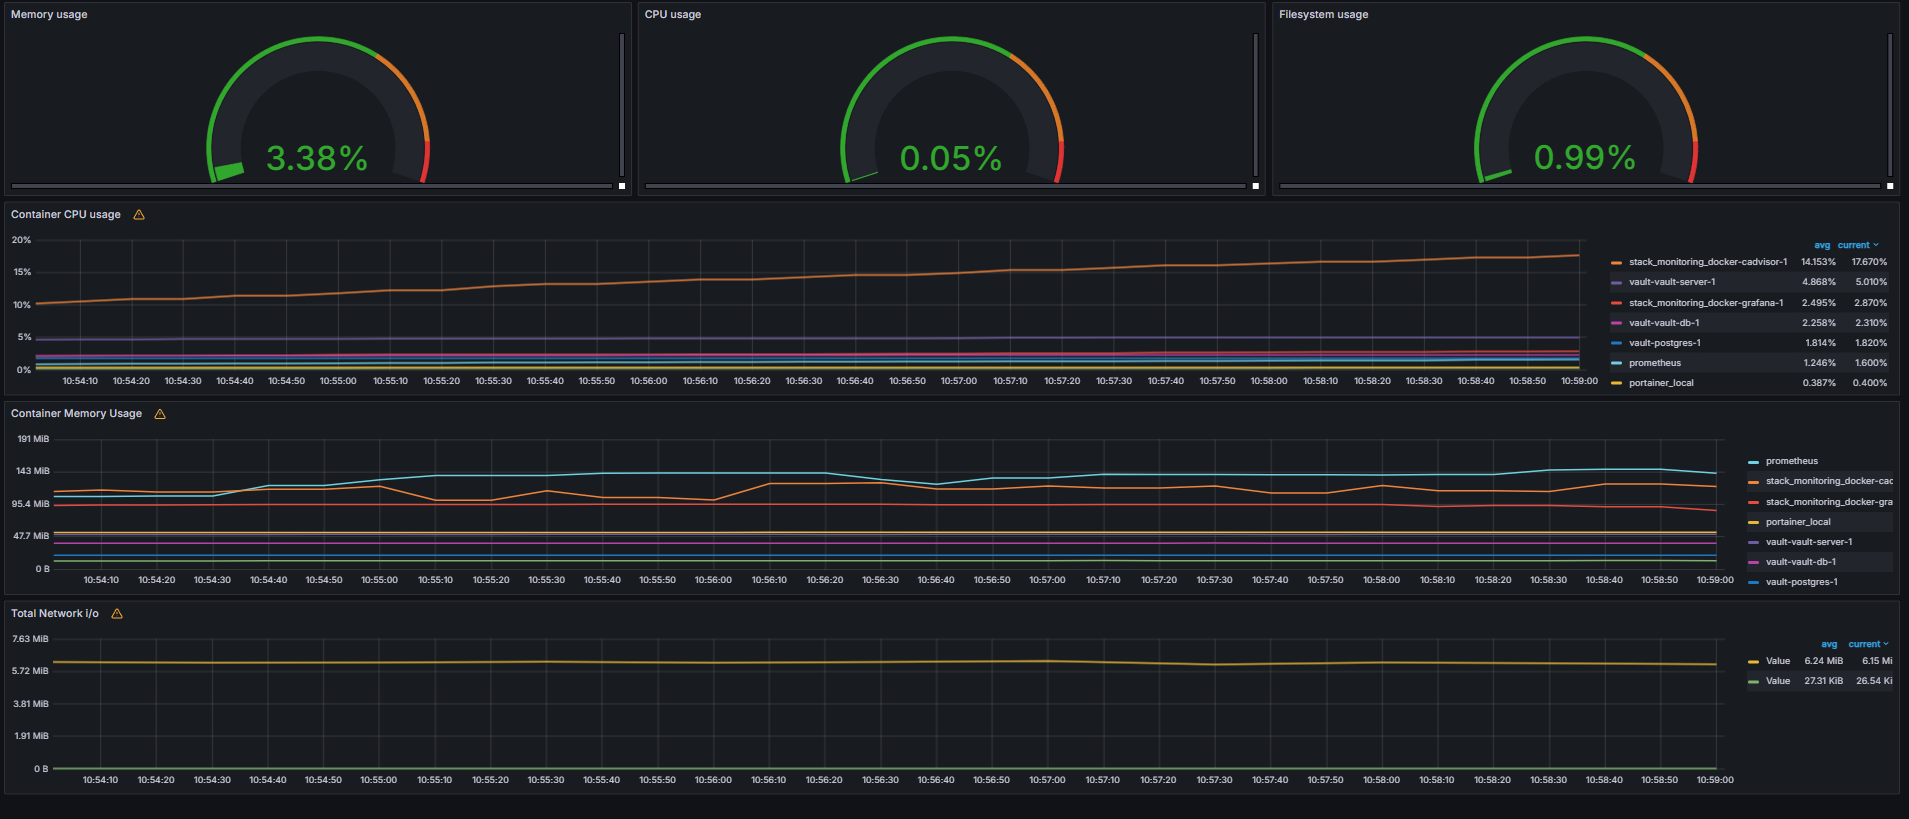 Memory usage
3.38%
CPU usage
0.05%
Filesystem usage
0.99%
Container CPU usage
20%
15%
10%
5%
0%
10:54:10 10:54:20 10:54:30 10:54:40 10:54:50 10:55:00 10:55:10 10:55:20 10:55:30 10:55:40 10:55:50 10:56:00 10:56:10 10:56:20 10:56:30 10:56:40 10:56:50 10:57:00 10:57:10 10:57:20 10:57:30 10:57:40 10:57:50 10:58:00 10:58:10 10:58:20 10:58:30 10:58:40 10:58:50 10:59:00
avg current
stack_monitoring_docker-cadvisor-1 14.153% 17.670%
vault-vault-server-1 4.868% 5.010%
stack_monitoring_docker-grafana-1 2.495% 2.870%
vault-vault-db-1 2.258% 2.310%
vault-postgres-1 1.814% 1.820%
prometheus 1.246% 1.600%
portainer_local 0.387% 0.400%
Container Memory Usage
191 MiB
143 MiB
95.4 MiB
47.7 MiB
0 B
10:54:10 10:54:20 10:54:30 10:54:40 10:54:50 10:55:00 10:55:10 10:55:20 10:55:30 10:55:40 10:55:50 10:56:00 10:56:10 10:56:20 10:56:30 10:56:40 10:56:50 10:57:00 10:57:10 10:57:20 10:57:30 10:57:40 10:57:50 10:58:00 10:58:10 10:58:20 10:58:30 10:58:40 10:58:50 10:59:00
prometheus
stack_monitoring_docker-cac
stack_monitoring_docker-gra
portainer_local
vault-vault-server-1
vault-vault-db-1
vault-postgres-1
Total Network i/o
7.63 MiB
5.72 MiB
3.81 MiB
1.91 MiB
0 B
10:54:10 10:54:20 10:54:30 10:54:40 10:54:50 10:55:00 10:55:10 10:55:20 10:55:30 10:55:40 10:55:50 10:56:00 10:56:10 10:56:20 10:56:30 10:56:40 10:56:50 10:57:00 10:57:10 10:57:20 10:57:30 10:57:40 10:57:50 10:58:00 10:58:10 10:58:20 10:58:30 10:58:40 10:58:50 10:59:00
avg current
Value 6.24 MiB 6.15 Mi
Value 27.31 KiB 26.54 Ki